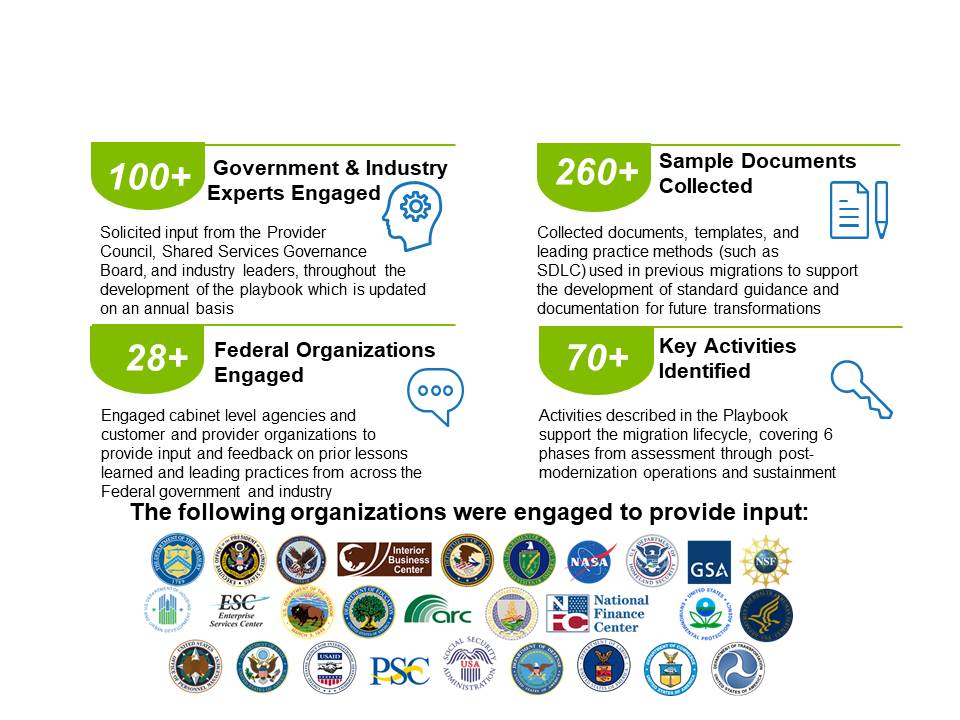 100+
Government & Industry
Experts Engaged
Solicited input from the Provider
Council, Shared Services Governance
Board, and industry leaders, throughout the
development of the playbook which is updated
on an annual basis
260+
Sample Documents
Collected
Collected documents, templates, and
leading practice methods (such as
SDLC) used in previous migrations to support
the development of standard guidance and
documentation for future transformations
28+
Federal Organizations
Engaged
Engaged cabinet level agencies and
customer and provider organizations to
provide input and feedback on prior lessons
learned and leading practices from across the
Federal government and industry
70+
Key Activities
Identified
Activities described in the Playbook
support the migration lifecycle, covering 6
phases from assessment through post-
modernization operations and sustainment
The following organizations were engaged to provide input:
Interior
Business
Center
NASA
GSA
NSF
ESC
Enterprise
Services Center
arc
National
Finance
Center
UNITED STATES
ENVIRONMENTAL PROTECTION AGENCY
USAID
PSC
SOCIAL SECURITY
ADMINISTRATION
USA